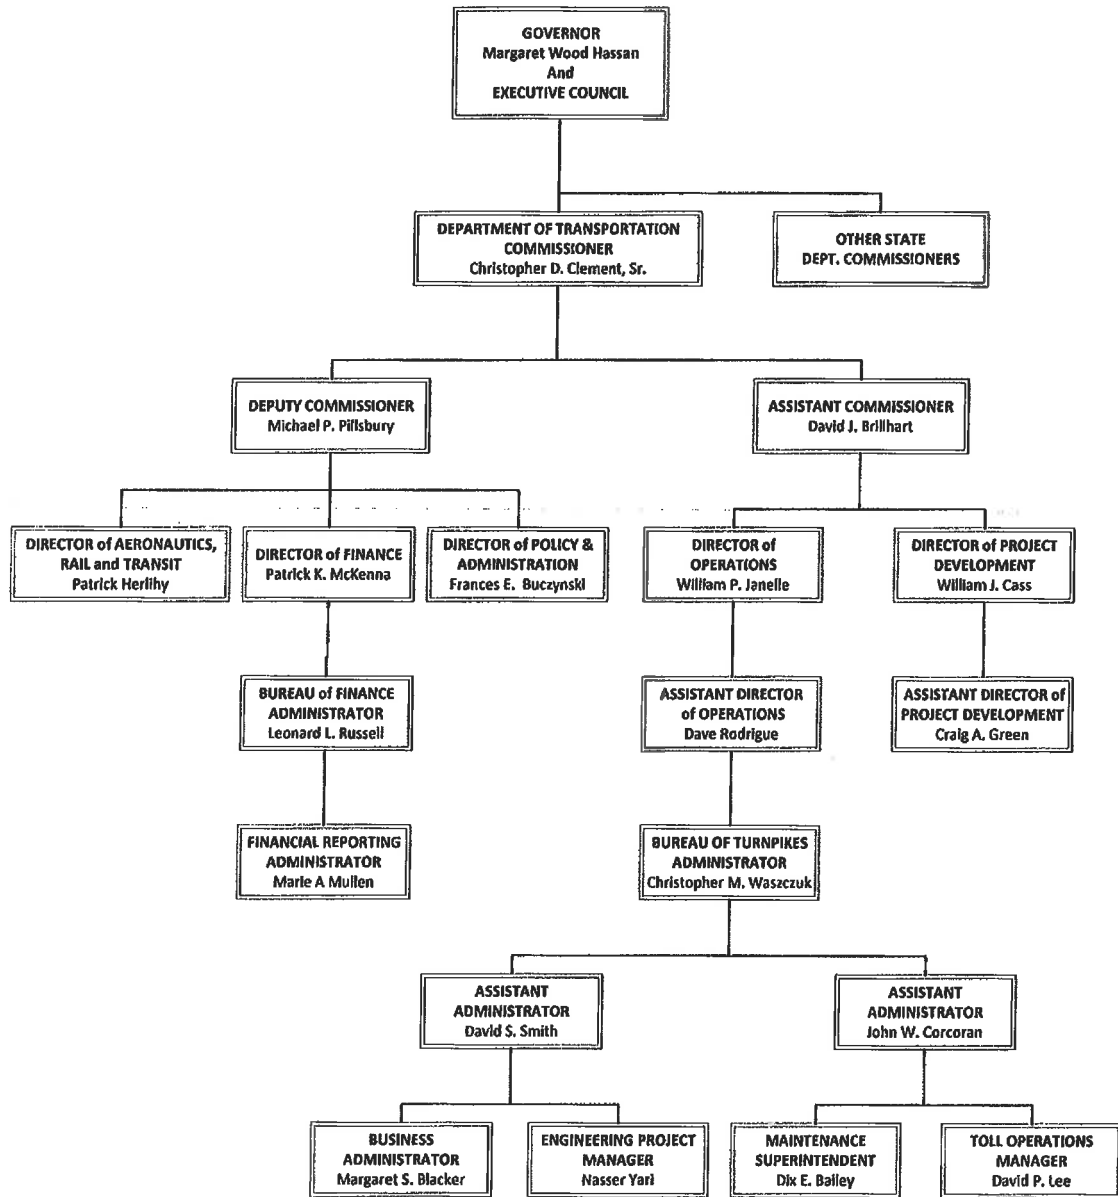 GOVERNOR
Margaret Wood Hassan
And
EXECUTIVE COUNCIL
DEPARTMENT OF TRANSPORTATION
COMMISSIONER
Christopher D. Clement, Sr.
OTHER STATE
DEPT. COMMISSIONERS
DEPUTY COMMISSIONER
Michael P. Pillsbury
ASSISTANT COMMISSIONER
David J. Brillhart
DIRECTOR of AERONAUTICS,
RAIL and TRANSIT
Patrick Herlihy
DIRECTOR of FINANCE
Patrick K. McKenna
DIRECTOR of POLICY &
ADMINISTRATION
Frances E. Buczynski
DIRECTOR of
OPERATIONS
William P. Janelle
DIRECTOR of PROJECT
DEVELOPMENT
William J. Cass
BUREAU of FINANCE
ADMINISTRATOR
Leonard L. Russell
ASSISTANT DIRECTOR
of OPERATIONS
Dave Rodrigue
ASSISTANT DIRECTOR of
PROJECT DEVELOPMENT
Craig A. Green
FINANCIAL REPORTING
ADMINISTRATOR
Marie A Mullen
BUREAU OF TURNPIKES
ADMINISTRATOR
Christopher M. Waszczuk
ASSISTANT
ADMINISTRATOR
David S. Smith
ASSISTANT
ADMINISTRATOR
John W. Corcoran
BUSINESS
ADMINISTRATOR
Margaret S. Blacker
ENGINEERING PROJECT
MANAGER
Nasser Yari
MAINTENANCE
SUPERINTENDENT
Dix E. Bailey
TOLL OPERATIONS
MANAGER
David P. Lee